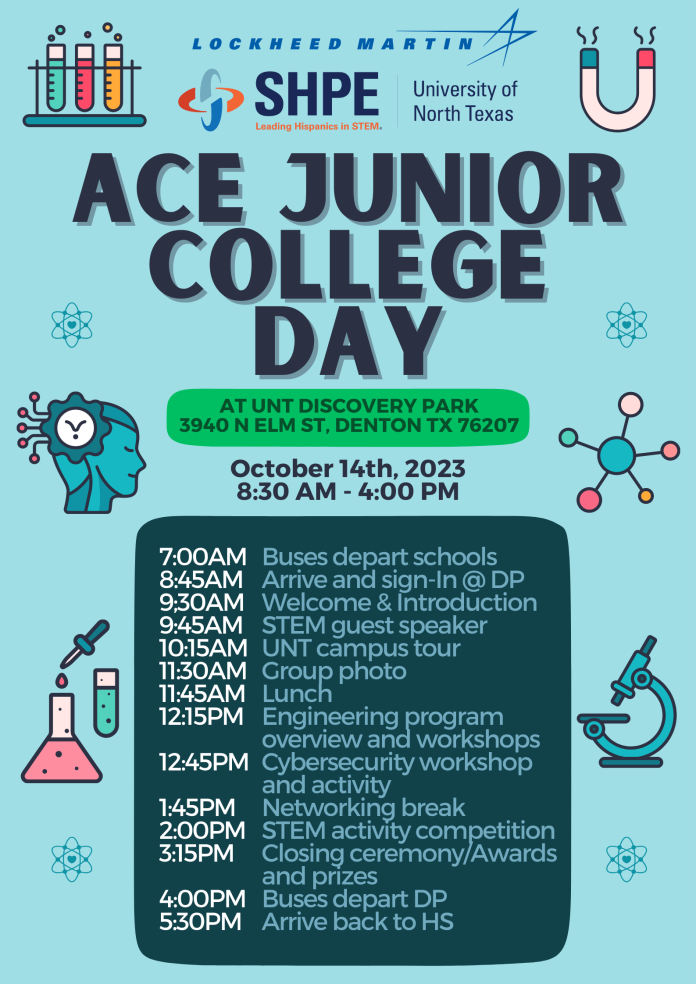 LOCKHEED MARTIN
SHPE
Leading Hispanics in STEM.
University of
North Texas
ACE JUNIOR
COLLEGE
DAY
AT UNT DISCOVERY PARK
3940 N ELM ST, DENTON TX 76207
October 14th, 2023
8:30 AM - 4:00 PM
7:00AM Buses depart schools
8:45AM Arrive and sign-In @ DP
9;30AM Welcome & Introduction
9:45AM STEM guest speaker
10:15AM UNT campus tour
11:30AM Group photo
11:45AM Lunch
12:15PM Engineering program
overview and workshops
12:45PM Cybersecurity workshop
and activity
1:45PM Networking break
2:00PM STEM activity competition
3:15PM Closing ceremony/Awards
and prizes
4:00PM Buses depart DP
5:30PM Arrive back to HS